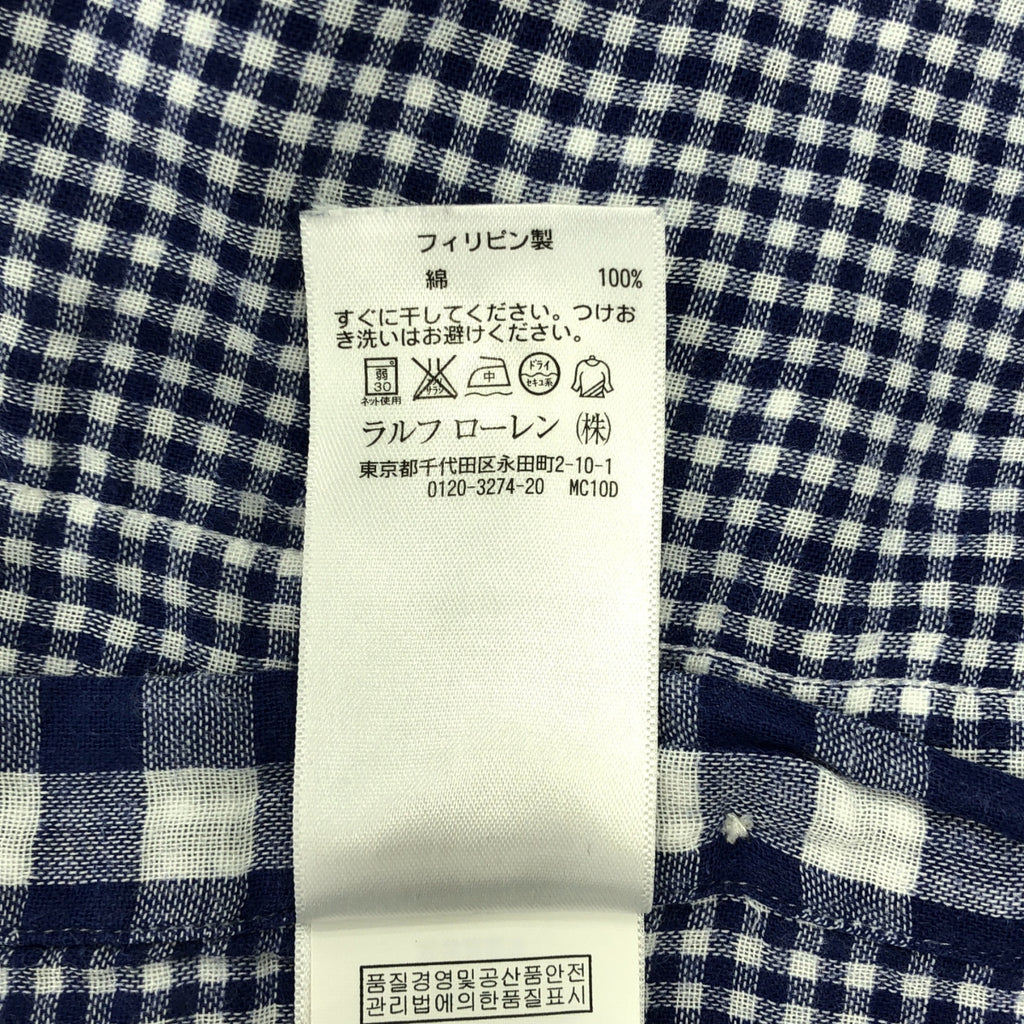 フィリピン製
綿 100%
すぐに干してください。つけお
き洗いはお避けください。
弱 中 ドライ
30 セキユ系
ネット使用
ラルフ ローレン (株)
東京都千代田区永田町2-10-1
0120-3274-20 MC10D
품질경영및공산품안전
관리법에의한품질표시